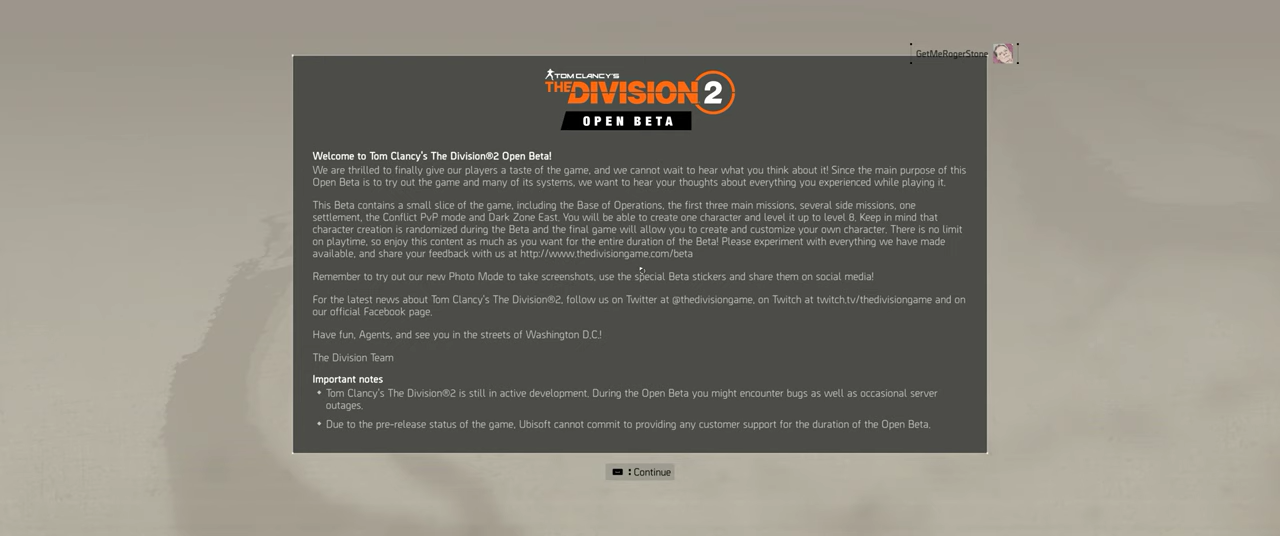 GetMeRogerStone
TOM CLANCY'S
THE DIVISION 2
OPEN BETA
Welcome to Tom Clancy's The Division®2 Open Beta!
We are thrilled to finally give our players a taste of the game, and we cannot wait to hear what you think about it! Since the main purpose of this
Open Beta is to try out the game and many of its systems, we want to hear your thoughts about everything you experienced while playing it.
This Beta contains a small slice of the game, including the Base of Operations, the first three main missions, several side missions, one
settlement, the Conflict PvP mode and Dark Zone East. You will be able to create one character and level it up to level 8. Keep in mind that
character creation is randomized during the Beta and the final game will allow you to create and customize your own character. There is no limit
on playtime, so enjoy this content as much as you want for the entire duration of the Beta! Please experiment with everything we have made
available, and share your feedback with us at http://www.thedivisiongame.com/beta
Remember to try out our new Photo Mode to take screenshots, use the special Beta stickers and share them on social media!
For the latest news about Tom Clancy's The Division®2, follow us on Twitter at @thedivisiongame, on Twitch at twitch.tv/thedivisiongame and on
our official Facebook page.
Have fun, Agents, and see you in the streets of Washington D.C.!
The Division Team
Important notes
Tom Clancy's The Division®2 is still in active development. During the Open Beta you might encounter bugs as well as occasional server
outages.
Due to the pre-release status of the game, Ubisoft cannot commit to providing any customer support for the duration of the Open Beta.
: Continue